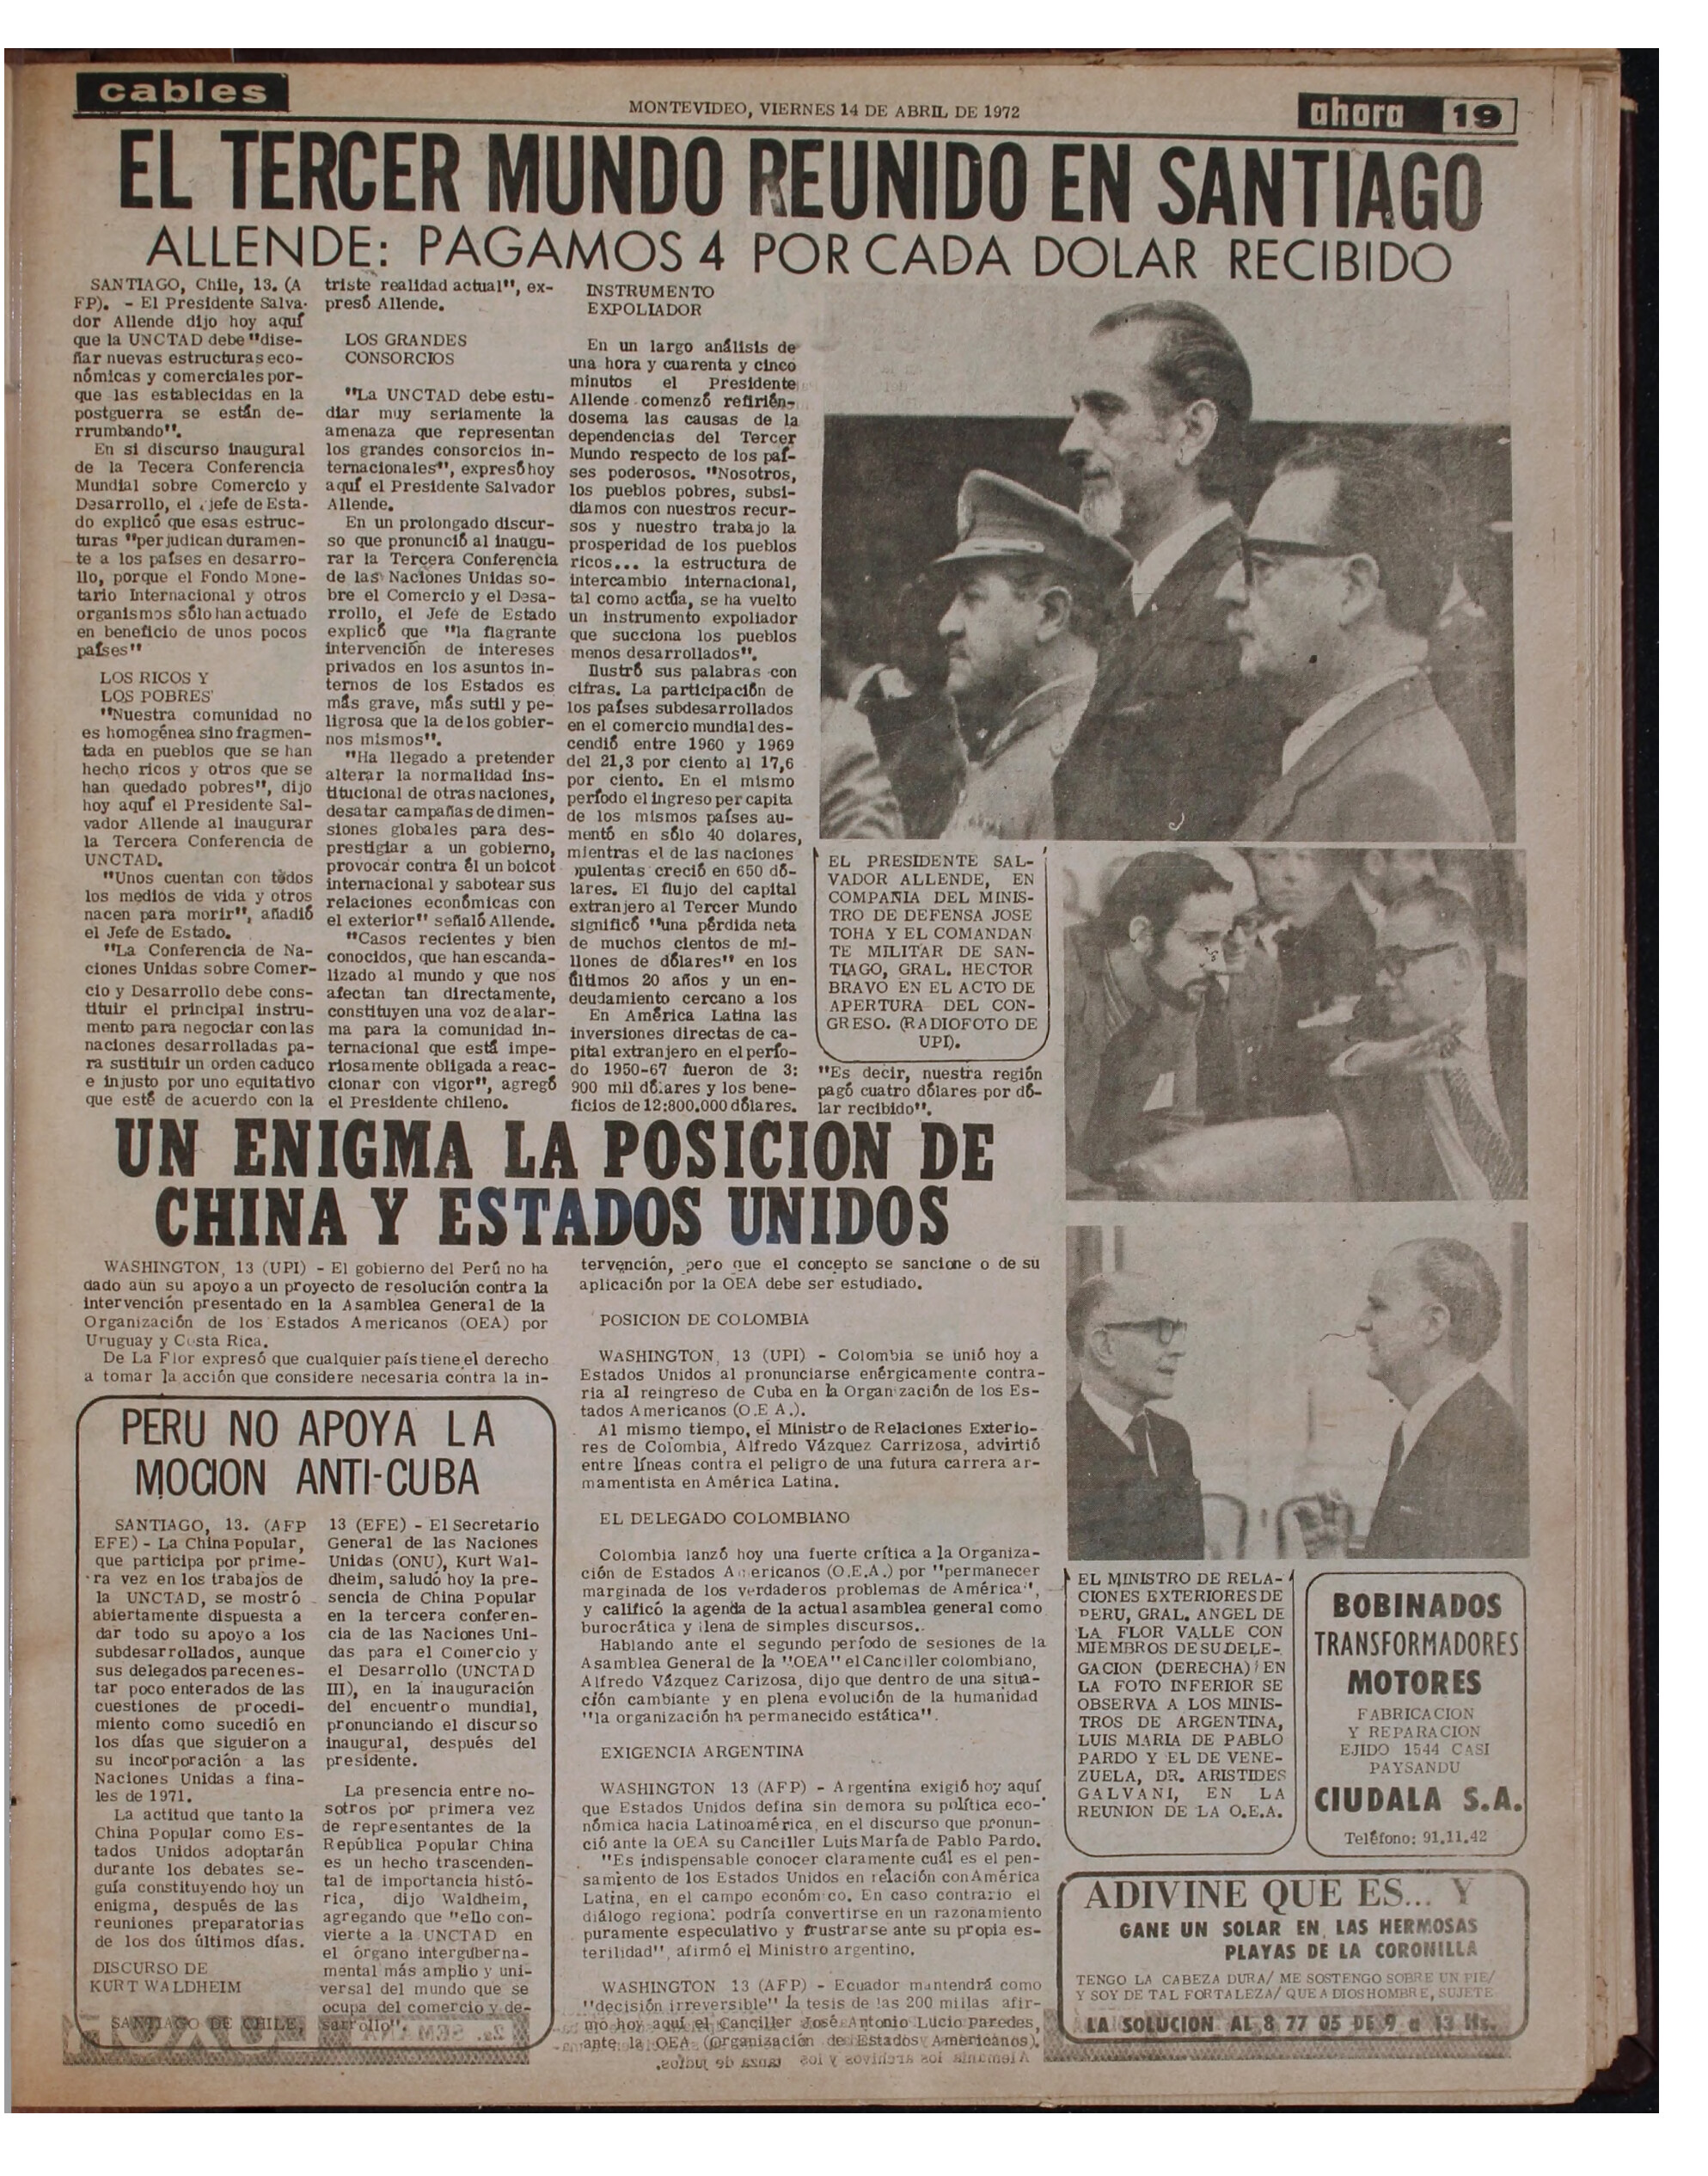 cables
MONTEVIDEO, VIERNES 14 DE ABRIL DE 1972
ahora 19
EL TERCER MUNDO REUNIDO EN SANTIAGO
ALLENDE: PAGAMOS 4 POR CADA DOLAR RECIBIDO
SANTIAGO, Chile, 13. (A
FP). - El Presidente Salva-
dor Allende dijo hoy aquí
que la UNCTAD debe "dise-
ñar nuevas estructuras eco-
nómicas y comerciales por-
que las establecidas en la
postguerra se están de-
rrumbando".
En si discurso inaugural
de la Tecera Conferencia
Mundial sobre Comercio y
Desarrollo, el jefe de Esta-
do explicó que esas estruc-
turas "perjudican duramen-
te a los países en desarro-
llo, porque el Fondo Mone-
tario Internacional y otros
organismos sólo han actuado
en beneficio de unos pocos
países"
LOS RICOS Y
LOS POBRES
"Nuestra comunidad no
es homogénea sino fragmen-
tada en pueblos que se han
hecho ricos y otros que se
han quedado pobres", dijo
hoy aquí el Presidente Sal-
vador Allende al inaugurar
la Tercera Conferencia de
UNCTAD.
"Unos cuentan con todos
los medios de vida y otros
nacen para morir", añadió
el Jefe de Estado.
"La Conferencia de Na-
ciones Unidas sobre Comer-
cio y Desarrollo debe cons-
tituir el principal instru-
mento para negociar con las
naciones desarrolladas pa-
ra sustituir un orden caduco
e injusto por uno equitativo
que esté de acuerdo con la
triste realidad actual", ex-
presó Allende.
LOS GRANDES
CONSORCIOS
"La UNCTAD debe estu-
diar muy seriamente la
amenaza que representan
los grandes consorcios in-
ternacionales", expresó hoy
aquí el Presidente Salvador
Allende.
En un prolongado discur-
so que pronunció al inaugu-
rar la Tercera Conferencia
de las Naciones Unidas so-
bre el Comercio y el Desa-
rrollo, el Jefe de Estado
explicó que "la flagrante
intervención de intereses
privados en los asuntos in-
ternos de los Estados es
más grave, más sutil y pe-
ligrosa que la de los gobier-
nos mismos".
"Ha llegado a pretender
alterar la normalidad ins-
titucional de otras naciones,
desatar campañas de dimen-
siones globales para des-
prestigiar a un gobierno,
provocar contra él un boicot
internacional y sabotear sus
relaciones económicas con
el exterior" señaló Allende.
"Casos recientes y bien
conocidos, que han escanda-
lizado al mundo y que nos
afectan tan directamente,
constituyen una voz de alar-
ma para la comunidad in-
ternacional que está impe-
riosamente obligada a reac-
cionar con vigor", agregó
el Presidente chileno.
INSTRUMENTO
EXPOLIADOR
En un largo análisis de
una hora y cuarenta y cinco
minutos el Presidente
Allende comenzó refirién-
dosema las causas de la
dependencias del Tercer
Mundo respecto de los paí-
ses poderosos. "Nosotros,
los pueblos pobres, subsi-
diamos con nuestros recur-
sos y nuestro trabajo la
prosperidad de los pueblos
ricos... la estructura de
intercambio internacional,
tal como actúa, se ha vuelto
un instrumento expoliador
que succiona los pueblos
menos desarrollados".
Ilustró sus palabras con
cifras. La participación de
los países subdesarrollados
en el comercio mundial des-
cendió entre 1960 y 1969
del 21,3 por ciento al 17,6
por ciento. En el mismo
período el ingreso per capita
de los mismos países au-
mentó en sólo 40 dolares,
mientras el de las naciones
opulentas creció en 650 dó-
lares. El flujo del capital
extranjero al Tercer Mundo
significó "una pérdida neta
de muchos cientos de mi-
llones de dólares" en los
últimos 20 años y un en-
deudamiento cercano a los
En América Latina las
inversiones directas de ca-
pital extranjero en el perío-
do 1950-67 fueron de 3:
900 mil dólares y los bene-
ficios de 12:800.000 dólares.
EL PRESIDENTE SAL-
VADOR ALLENDE, EN
COMPAÑIA DEL MINIS-
TRO DE DEFENSA JOSE
TOHA Y EL COMANDAN
TE MILITAR DE SAN-
TIAGO, GRAL. HECTOR
BRAVO EN EL ACTO DE
APERTURA DEL CON-
GRESO. (RADIOFOTO DE
UPI).
"Es decir, nuestra región
pagó cuatro dólares por dó-
lar recibido".
UN ENIGMA LA POSICION DE
CHINA Y ESTADOS UNIDOS
WASHINGTON, 13 (UPI) - El gobierno del Perú no ha
dado aún su apoyo a un proyecto de resolución contra la
intervención presentado en la Asamblea General de la
Organización de los Estados Americanos (OEA) por
Uruguay y Costa Rica.
De La Flor expresó que cualquier país tiene el derecho
a tomar la acción que considere necesaria contra la in-
tervención, pero que el concepto se sancione o de su
aplicación por la OEA debe ser estudiado.
POSICION DE COLOMBIA
WASHINGTON, 13 (UPI) - Colombia se unió hoy a
Estados Unidos al pronunciarse enérgicamente contra-
ria al reingreso de Cuba en la Organización de los Es-
tados Americanos (O.E A.).
Al mismo tiempo, el Ministro de Relaciones Exterio-
res de Colombia, Alfredo Vázquez Carrizosa, advirtió
entre líneas contra el peligro de una futura carrera ar-
mamentista en América Latina.
EL DELEGADO COLOMBIANO
Colombia lanzó hoy una fuerte crítica a la Organiza-
ción de Estados Americanos (O.E.A.) por "permanecer
marginada de los verdaderos problemas de América",
y calificó la agenda de la actual asamblea general como
burocrática y llena de simples discursos.
Hablando ante el segundo período de sesiones de la
Asamblea General de la "OEA" el Canciller colombiano,
Alfredo Vázquez Carizosa, dijo que dentro de una situa-
ción cambiante y en plena evolución de la humanidad
"la organización ha permanecido estática".
EXIGENCIA ARGENTINA
WASHINGTON 13 (AFP) - Argentina exigió hoy aquí
que Estados Unidos defina sin demora su política eco-
nómica hacia Latinoamérica, en el discurso que pronun-
ció ante la OEA su Canciller Luis María de Pablo Pardo.
"Es indispensable conocer claramente cuál es el pen-
samiento de los Estados Unidos en relación con América
Latina, en el campo económico. En caso contrario el
diálogo regional podría convertirse en un razonamiento
puramente especulativo y frustrarse ante su propia es-
terilidad", afirmó el Ministro argentino.
WASHINGTON 13 (AFP) - Ecuador mantendrá como
"decisión irreversible" la tesis de las 200 millas afir-
mó hoy aquí el Canciller José Antonio Lucio Paredes,
ante la OEA (Organización de Estados Americanos).
PERU NO APOYA LA
MOCION ANTI-CUBA
SANTIAGO, 13. (AFP
EFE) - La China Popular,
que participa por prime-
ra vez en los trabajos de
la UNCTAD, se mostró
abiertamente dispuesta a
dar todo su apoyo a los
subdesarrollados, aunque
sus delegados parecen es-
tar poco enterados de las
cuestiones de procedi-
miento como sucedió en
los días que siguieron a
su incorporación a las
Naciones Unidas a fina-
les de 1971.
La actitud que tanto la
China Popular como Es-
tados Unidos adoptarán
durante los debates se-
guía constituyendo hoy un
enigma, después de las
reuniones preparatorias
de los dos últimos días.
DISCURSO DE
KURT WALDHEIM
SANTIAGO DE CHILE,
13 (EFE) - El Secretario
General de las Naciones
Unidas (ONU), Kurt Wal-
dheim, saludó hoy la pre-
sencia de China Popular
en la tercera conferen-
cia de las Naciones Uni-
das para el Comercio y
el Desarrollo (UNCTAD
III), en la inauguración
del encuentro mundial,
pronunciando el discurso
inaugural, después del
presidente.
La presencia entre no-
sotros por primera vez
de representantes de la
República Popular China
es un hecho trascenden-
tal de importancia histó-
rica, dijo Waldheim,
agregando que "ello con-
vierte a la UNCTAD en
el órgano intergúberna-
mental más amplio y uni-
versal del mundo que se
ocupa del comercio y de-
sarrollo".
EL MINISTRO DE RELA-
CIONES EXTERIORES DE
PERU, GRAL. ANGEL DE
LA FLOR VALLE CON
MIEMBROS DE SU DELE-
GACION (DERECHA) EN
LA FOTO INFERIOR SE
OBSERVA A LOS MINIS-
TROS DE ARGENTINA,
LUIS MARIA DE PABLO
PARDO Y EL DE VENE-
ZUELA, DR. ARISTIDES
GALVANI, EN LA
REUNION DE LA O.E.A.
BOBINADOS
TRANSFORMADORES
MOTORES
FABRICACION
Y REPARACION
EJIDO 1544 CASI
PAYSANDU
CIUDALA S.A.
Teléfono: 91.11.42
ADIVINE QUE ES... Y
GANE UN SOLAR EN LAS HERMOSAS
PLAYAS DE LA CORONILLA
TENGO LA CABEZA DURA/ ME SOSTENGO SOBRE UN PIE/
Y SOY DE TAL FORTALEZA/ QUE A DIOS HOMBRE, SUJETE
LA SOLUCION AL 8 77 05 DE 9 a 13 Hs.